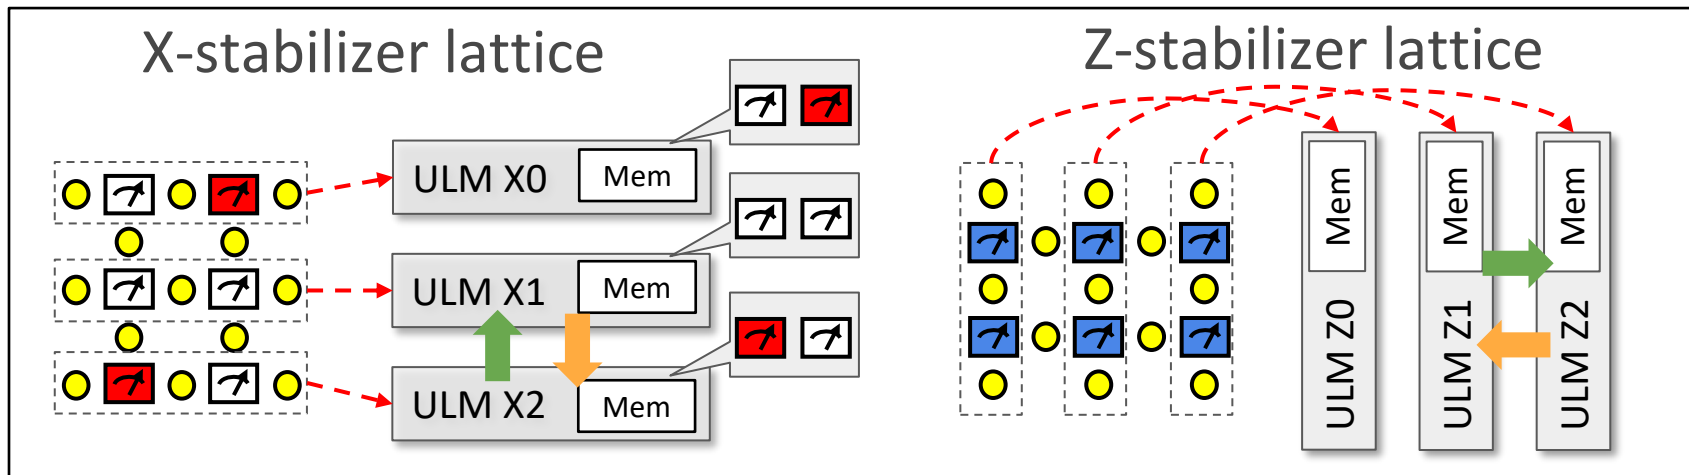 X-stabilizer lattice
ULM X0
Mem
ULM X1
Mem
ULM X2
Mem
Z-stabilizer lattice
Mem
ULM Z0
Mem
ULM Z1
Mem
ULM Z2